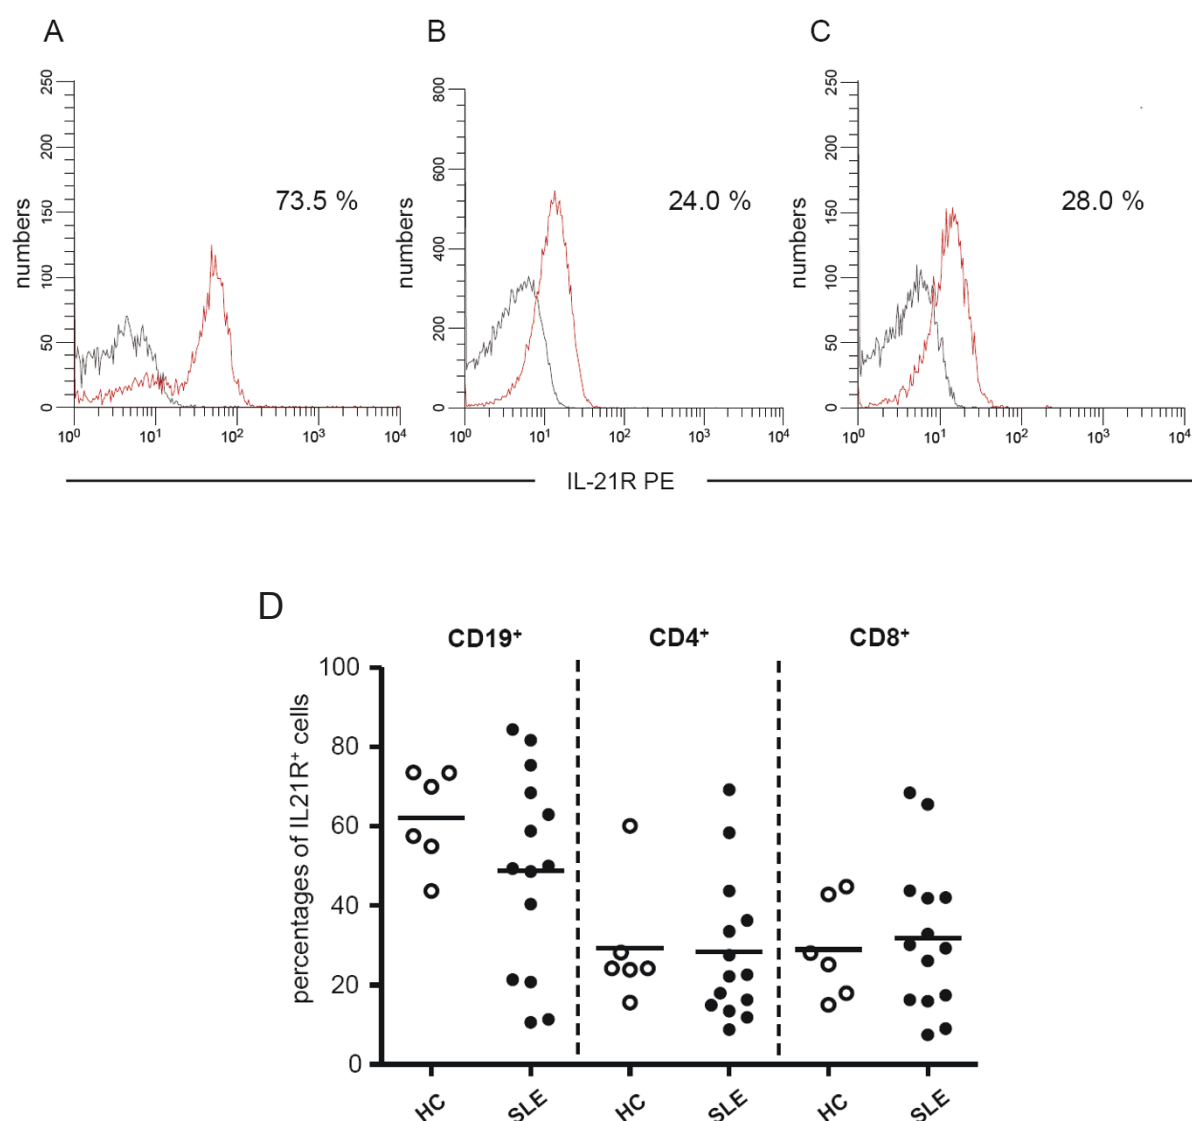 A
B
C
250
200
150
100
50
0
numbers
73.5 %
10⁰ 10¹ 10² 10³ 10⁴
800
600
400
200
0
numbers
24.0 %
10⁰ 10¹ 10² 10³ 10⁴
250
200
150
100
50
0
numbers
28.0 %
10⁰ 10¹ 10² 10³ 10⁴
IL-21R PE
D
CD19⁺ CD4⁺ CD8⁺
percentages of IL21R⁺ cells
100
80
60
40
20
0
HC SLE HC SLE HC SLE